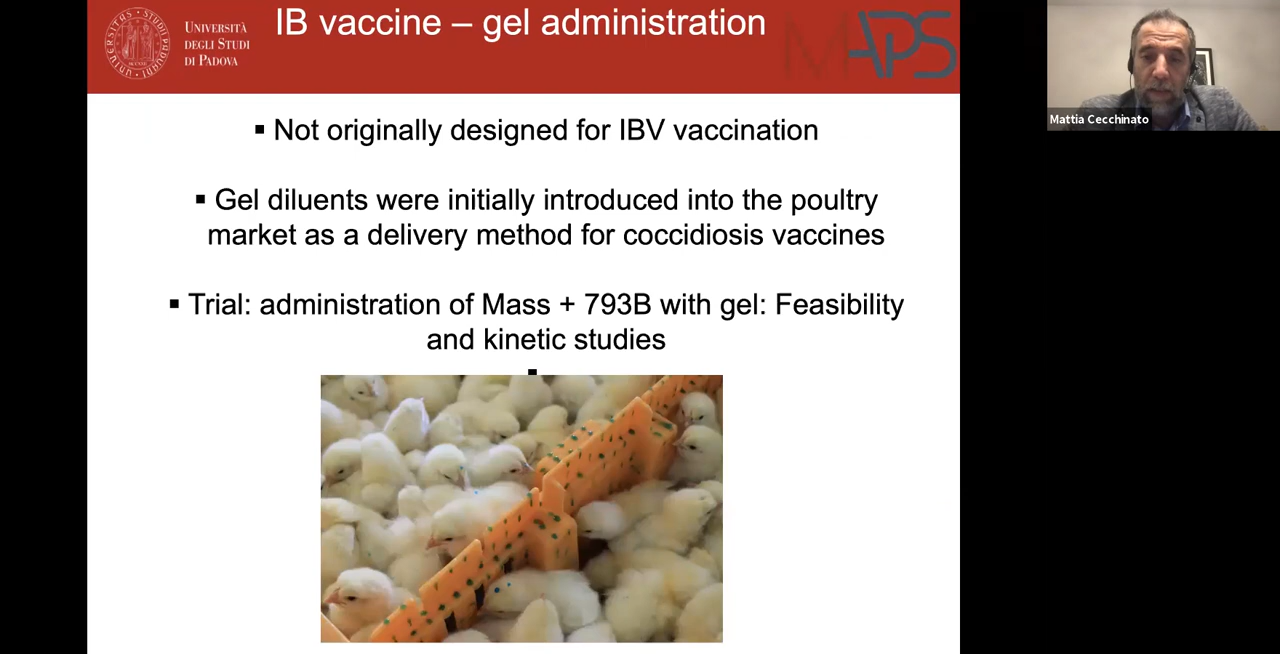 IB vaccine – gel administration
UNIVERSITÀ
DEGLI STUDI
DI PADOVA
MAPS
▪ Not originally designed for IBV vaccination
▪ Gel diluents were initially introduced into the poultry
market as a delivery method for coccidiosis vaccines
▪ Trial: administration of Mass + 793B with gel: Feasibility
and kinetic studies
Mattia Cecchinato